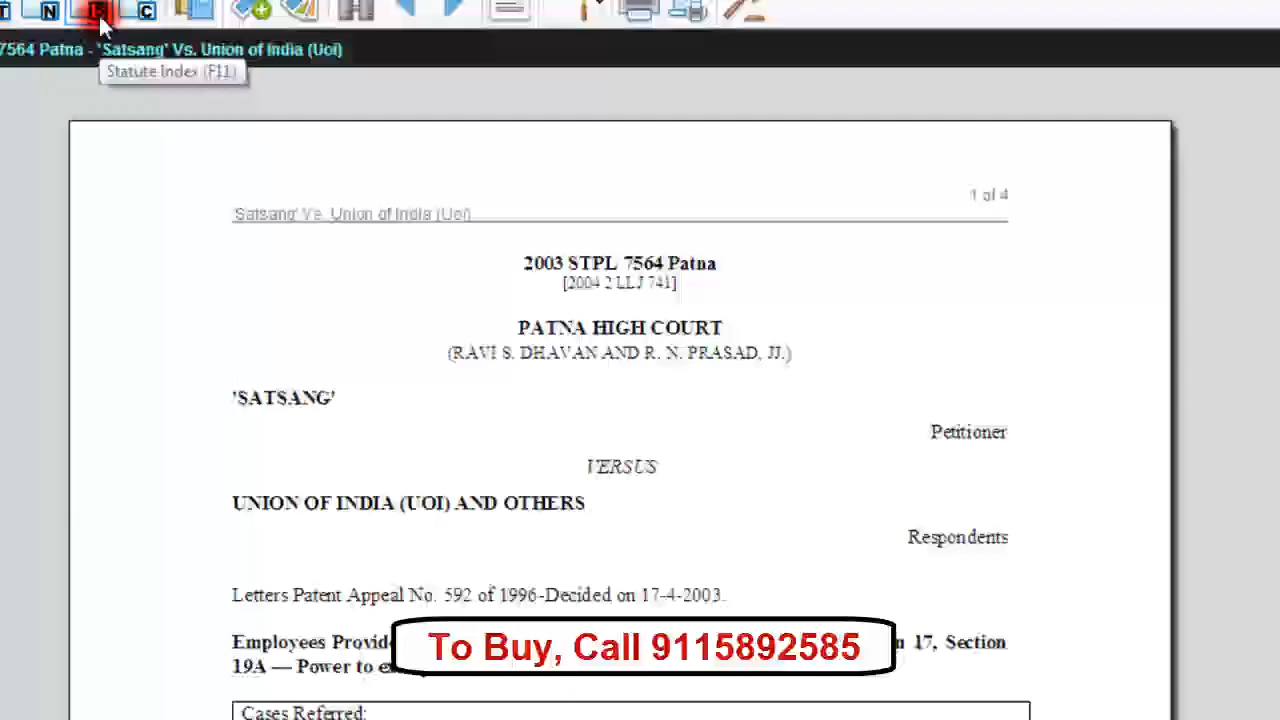 T N C
7564 Patna - 'Satsang' Vs. Union of India (Uoi)
Statute Index (F11)
1 of 4
'Satsang' Vs. Union of India (Uoi)
2003 STPL 7564 Patna
[2004 2 LLJ 741]
PATNA HIGH COURT
(RAVI S. DHAVAN AND R. N. PRASAD, JJ.)
'SATSANG'
Petitioner
VERSUS
UNION OF INDIA (UOI) AND OTHERS
Respondents
Letters Patent Appeal No. 592 of 1996-Decided on 17-4-2003.
Employees 17, Section
To Buy, Call 9115892585
19A — Power to
Cases Referred: